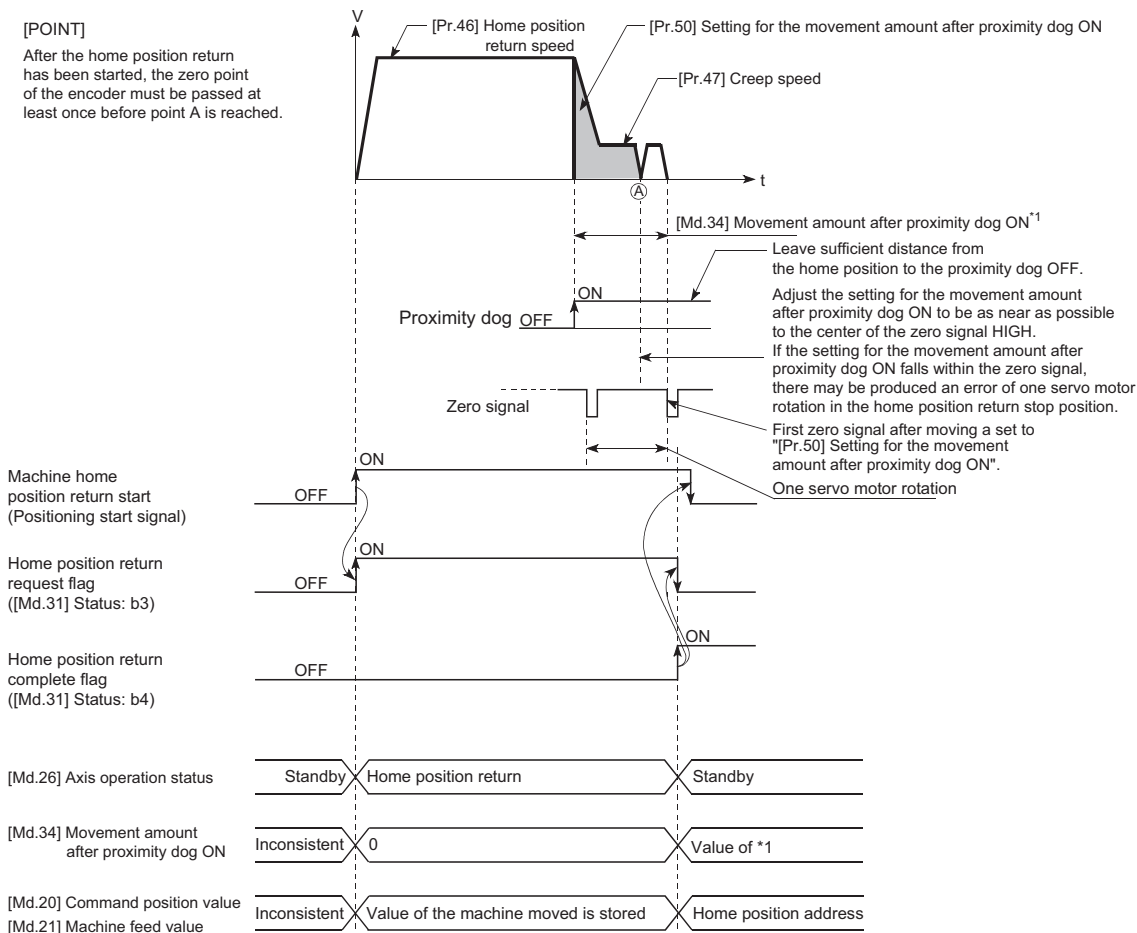 [POINT]
After the home position return
has been started, the zero point
of the encoder must be passed at
least once before point A is reached.
V
[Pr.46] Home position
return speed
[Pr.50] Setting for the movement amount after proximity dog ON
[Pr.47] Creep speed
t
A
[Md.34] Movement amount after proximity dog ON*1
Leave sufficient distance from
the home position to the proximity dog OFF.
ON
Proximity dog OFF
Adjust the setting for the movement amount
after proximity dog ON to be as near as possible
to the center of the zero signal HIGH.
If the setting for the movement amount after
proximity dog ON falls within the zero signal,
there may be produced an error of one servo motor
rotation in the home position return stop position.
Zero signal
First zero signal after moving a set to
"[Pr.50] Setting for the movement
amount after proximity dog ON".
One servo motor rotation
Machine home
position return start
(Positioning start signal)
OFF
ON
Home position return
request flag
([Md.31] Status: b3)
OFF
ON
Home position return
complete flag
([Md.31] Status: b4)
OFF
ON
[Md.26] Axis operation status
Standby
Home position return
Standby
[Md.34] Movement amount
after proximity dog ON
Inconsistent
0
Value of *1
[Md.20] Command position value
[Md.21] Machine feed value
Inconsistent
Value of the machine moved is stored
Home position address